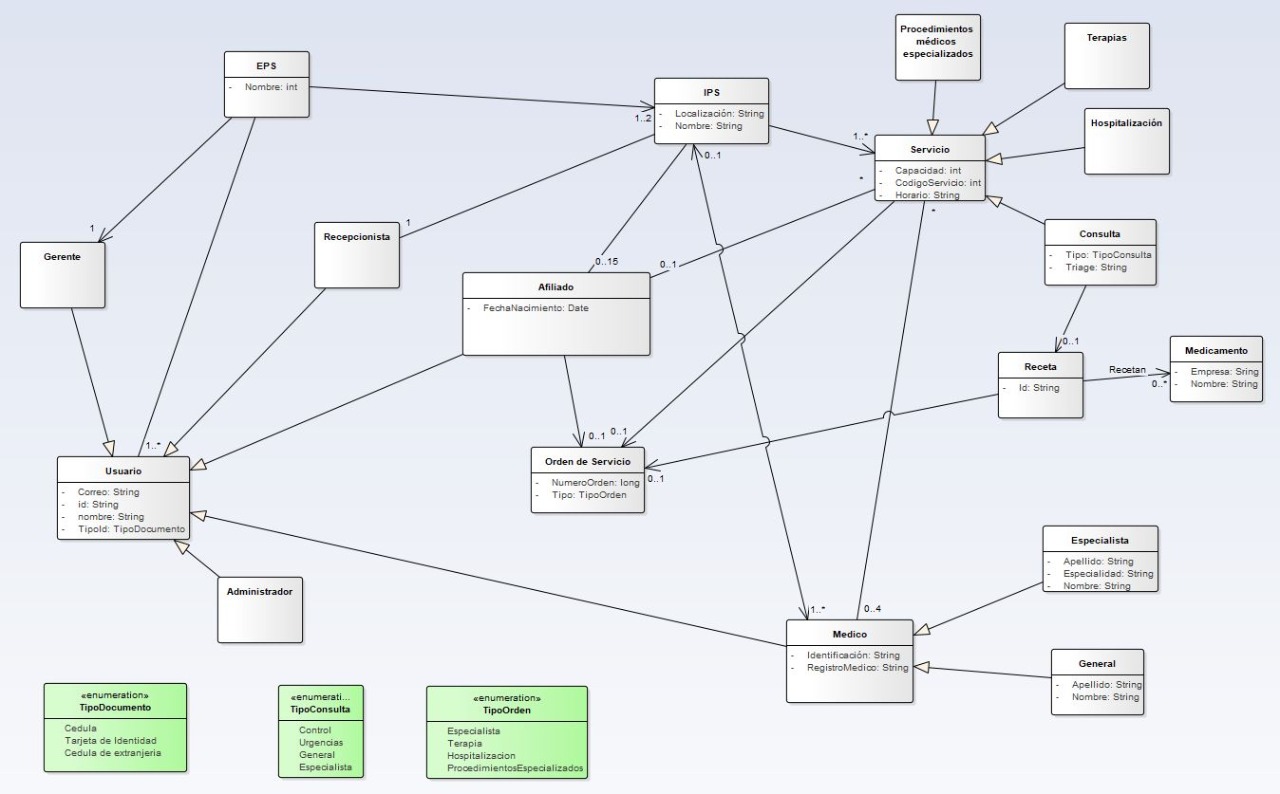 Procedimientos
médicos
especializados
Terapias
EPS
- Nombre: int
IPS
- Localización: String
- Nombre: String
1..2
Hospitalización
1..*
Servicio
- Capacidad: int
- CodigoServicio: int
- Horario: String
*
*
0..1
1
Gerente
Recepcionista
1
Consulta
- Tipo: TipoConsulta
- Triage: String
0..15
0..1
Afiliado
- FechaNacimiento: Date
0..1
Receta
- Id: String
Recetan
0..*
Medicamento
- Empresa: Sring
- Nombre: String
1..*
0..1
0..1
Usuario
- Correo: String
- id: String
- nombre: String
- TipoId: TipoDocumento
Orden de Servicio
- NumeroOrden: long
- Tipo: TipoOrden
0..1
Especialista
- Apellido: String
- Especialidad: String
- Nombre: String
Administrador
1..*
0..4
Medico
- Identificación: String
- RegistroMedico: String
General
- Apellido: String
- Nombre: String
«enumeration»
TipoDocumento
Cedula
Tarjeta de Identidad
Cedula de extranjeria
«enumerati...
TipoConsulta
Control
Urgencias
General
Especialista
«enumeration»
TipoOrden
Especialista
Terapia
Hospitalizacion
ProcedimientosEspecializados